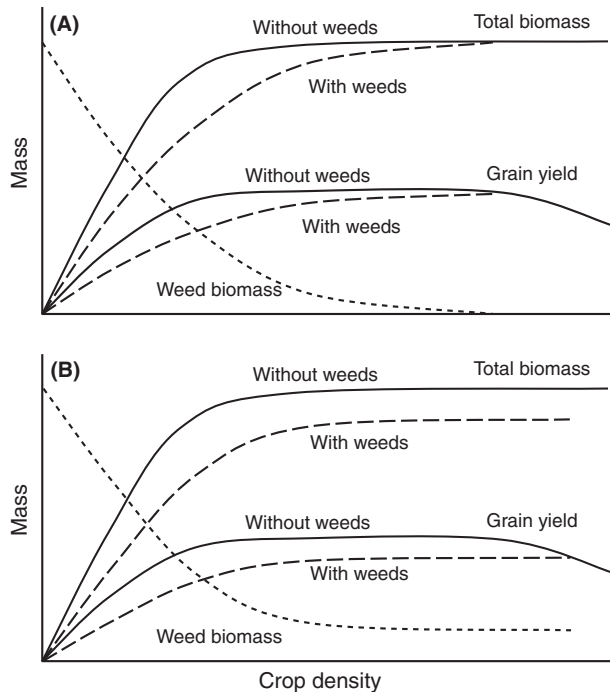 (A)
Without weeds Total biomass
With weeds
Mass
Without weeds Grain yield
With weeds
Weed biomass
(B)
Without weeds Total biomass
With weeds
Mass
Without weeds Grain yield
With weeds
Weed biomass
Crop density